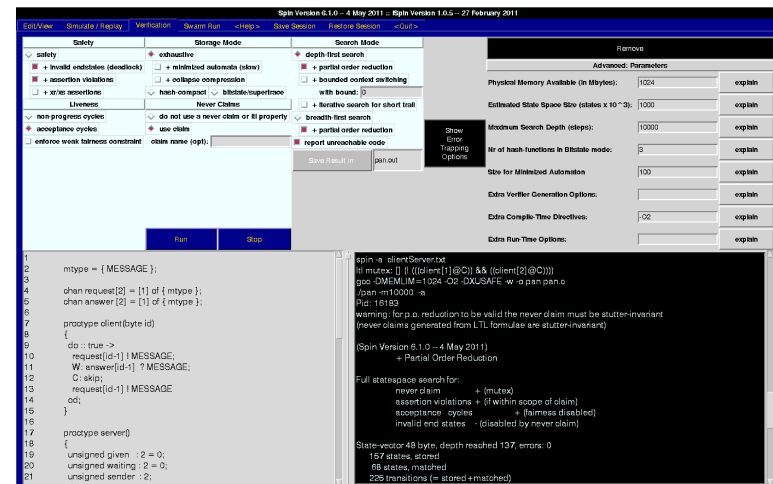 Spin Version 6.1.0 -- 4 May 2011 :: iSpin Version 1.0.5 -- 27 February 2011
Edit/View Simulate / Replay Verification Swarm Run <Help> Save Session Restore Session <Quit>
Safety
safety
+ invalid endstates (deadlock)
+ assertion violations
+ xr/xs assertions
Liveness
non-progress cycles
acceptance cycles
enforce weak fairness constraint
Storage Mode
exhaustive
+ minimized automata (slow)
+ collapse compression
hash-compact bitstate/supertrace
Never Claims
do not use a never claim or ltl property
use claim
claim name (opt):
Run Stop
Search Mode
depth-first search
+ partial order reduction
+ bounded context switching
with bound: 0
+ iterative search for short trail
breadth-first search
+ partial order reduction
report unreachable code
Save Result in: pan.out
Show
Error
Trapping
Options
Remove
Advanced: Parameters
Physical Memory Available (in Mbytes): 1024 explain
Estimated State Space Size (states x 10^3): 1000 explain
Maximum Search Depth (steps): 10000 explain
Nr of hash-functions in Bitstate mode: 3 explain
Size for Minimized Automaton 100 explain
Extra Verifier Generation Options: explain
Extra Compile-Time Directives: -O2 explain
Extra Run-Time Options: explain
1
2 mtype = { MESSAGE };
3
4 chan request[2] = [1] of { mtype };
5 chan answer [2] = [1] of { mtype };
6
7 proctype client(byte id)
8 {
9 do :: true ->
10 request[id-1] ! MESSAGE;
11 W: answer[id-1] ? MESSAGE;
12 C: skip;
13 request[id-1] ! MESSAGE
14 od;
15 }
16
17 proctype server()
18 {
19 unsigned given : 2 = 0;
20 unsigned waiting : 2 = 0;
21 unsigned sender : 2;
spin -a clientServer.txt
ltl mutex: [] (! (((client[1]@C)) && ((client[2]@C))))
gcc -DMEMLIM=1024 -O2 -DXUSAFE -w -o pan pan.c
./pan -m10000 -a
Pid: 16183
warning: for p.o. reduction to be valid the never claim must be stutter-invariant
(never claims generated from LTL formulae are stutter-invariant)
(Spin Version 6.1.0 -- 4 May 2011)
+ Partial Order Reduction
Full statespace search for:
never claim + (mutex)
assertion violations + (if within scope of claim)
acceptance cycles + (fairness disabled)
invalid end states - (disabled by never claim)
State-vector 48 byte, depth reached 137, errors: 0
157 states, stored
68 states, matched
225 transitions (= stored+matched)